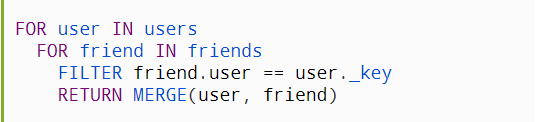 FOR user IN users
  FOR friend IN friends
    FILTER friend.user == user._key
    RETURN MERGE(user, friend)